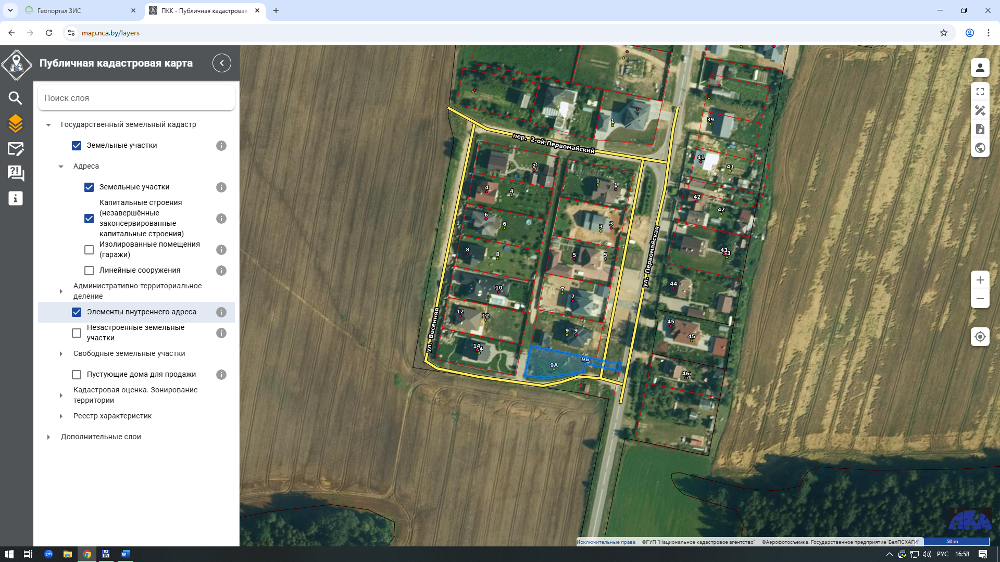 Геопортал ЗИС
ПКК - Публичная кадастровая
map.nca.by/layers
Публичная кадастровая карта
Поиск слоя
Государственный земельный кадастр
Земельные участки
Адреса
Земельные участки
Капитальные строения
(незавершённые
законсервированные
капитальные строения)
Изолированные помещения
(гаражи)
Линейные сооружения
Административно-территориальное
деление
Элементы внутреннего адреса
Незастроенные земельные
участки
Свободные земельные участки
Пустующие дома для продажи
Кадастровая оценка. Зонирование
территории
Реестр характеристик
Дополнительные слои
1
39
пер. 2-ой Первомайский
41
41
2
1
1
4
4
42
42
6
6
3
3
8
8
5
5
43
ул. Первомайская
10
7
7
44
12
12
ул. Весенняя
9
9
45
45
14
9А
9Б
46
Исключительные права
©ГУП "Национальное кадастровое агентство"
©Аэрофотосъемка. Государственное предприятие 'БелПСХАГИ'
50 m
zm
64
РУС
16:58